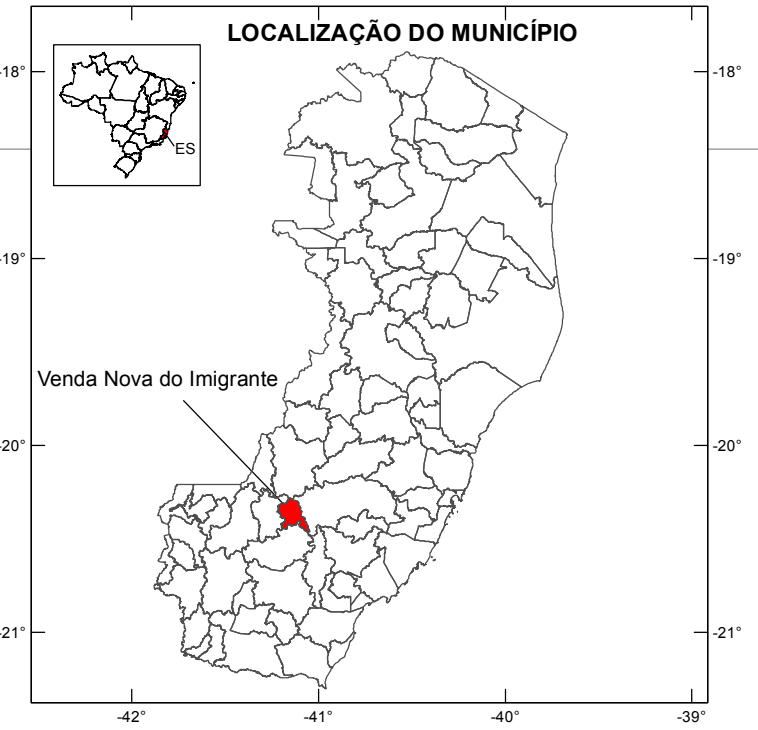 LOCALIZAÇÃO DO MUNICÍPIO
-18° -18°
ES
-19° -19°
Venda Nova do Imigrante
-20° -20°
-21° -21°
-42° -41° -40° -39°